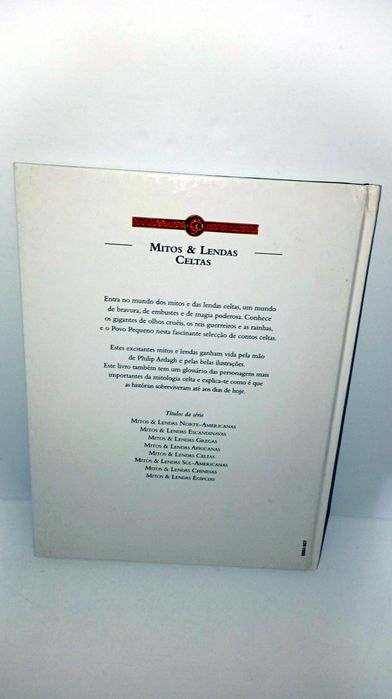 Mitos & Lendas
Celtas
Entra no mundo dos mitos e das lendas celtas, um mundo
de bravura, de embustes e de magia poderosa. Conhece
os gigantes de olhos cruéis, os reis guerreiros e as rainhas,
e o Povo Pequeno nesta fascinante selecção de contos celtas.
Estes excitantes mitos e lendas ganham vida pela mão
de Philip Ardagh e pelas belas ilustrações.
Este livro também tem um glossário das personagens mais
importantes da mitologia celta e explica-te como é que
as histórias sobreviveram até aos dias de hoje.
Títulos da série
Mitos & Lendas Norte-Americanas
Mitos & Lendas Escandinavas
Mitos & Lendas Gregas
Mitos & Lendas Africanas
Mitos & Lendas Celtas
Mitos & Lendas Sul-Americanas
Mitos & Lendas Chinesas
Mitos & Lendas Egípcias